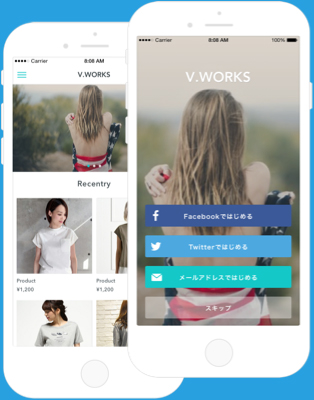 Carrier
8:08 AM
V.WORKS
Recentry
Product
¥1,200
Product
¥1,200
Carrier
8:08 AM
100%
V.WORKS
Facebookではじめる
Twitterではじめる
メールアドレスではじめる
スキップ